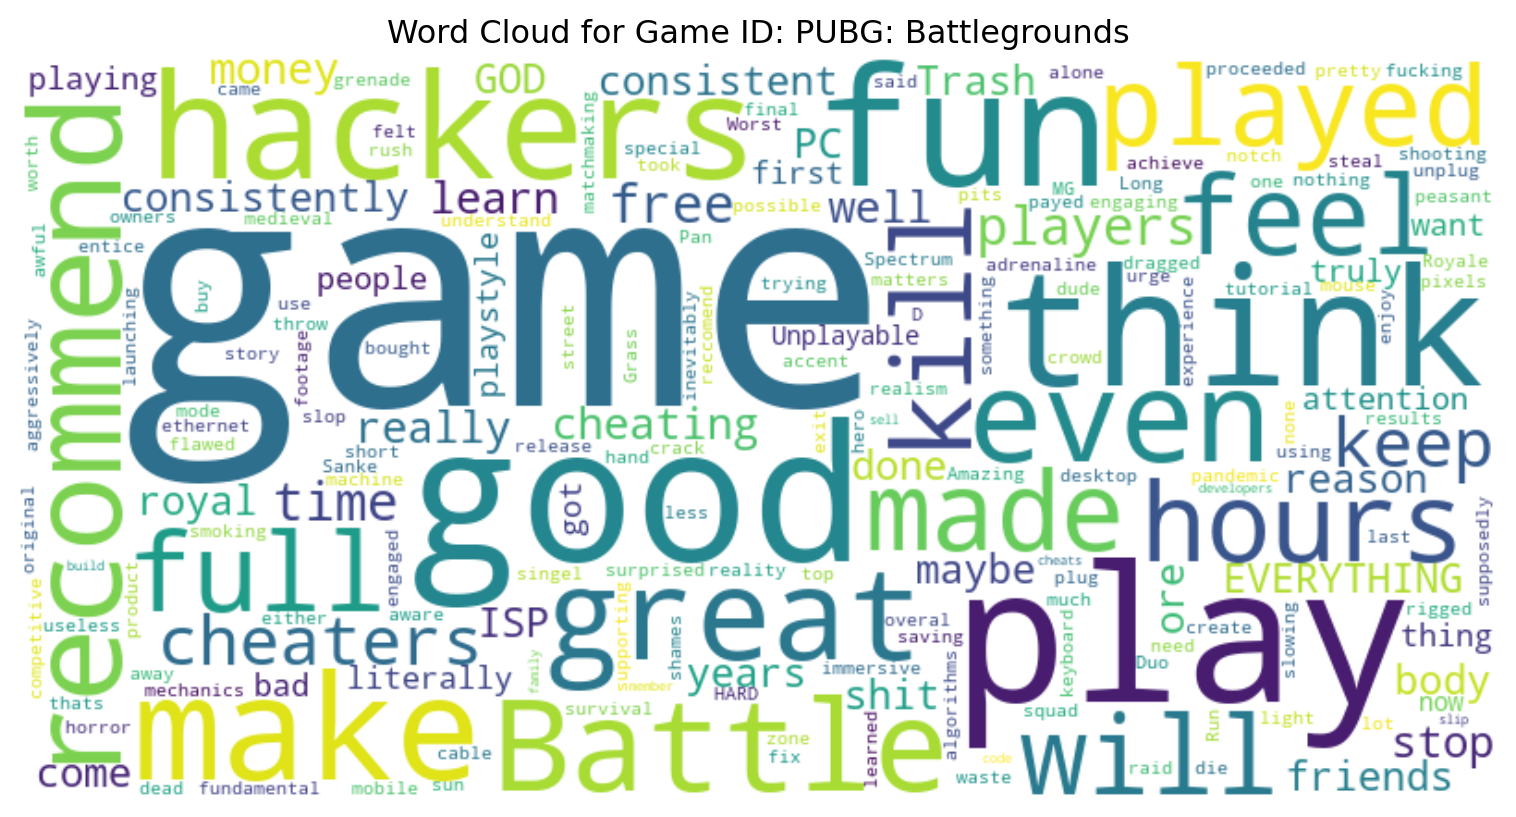 Word Cloud for Game ID: PUBG: Battlegrounds
playing
money
grenade
came
GOD
consistent
said
Trash
alone
proceeded
pretty
fucking
hackers
fun
played
felt
rush
matchmaking
final
Worst
special
took
PC
first
worth
achieve
notch
steal
shooting
unplug
recommend
consistently
learn
free
possible
well
pits
MG
payed
Long
engaging
one
nothing
peasant
owners
medieval
understand
awful
entice
players
feel
want
game
people
playstyle
Pan
trying
Spectrum
matters
kill
adrenaline
dragged
urge
dude
tutorial
truly
mouse
Royale
pixels
buy
use
throw
launching
story
footage
bought
street
Grass
inevitably
reccomend
Unplayable
D
accent
something
think
crowd
experience
enjoy
aggressively
mode
ethernet
flawed
slop
really
cheating
realism
sell
exit
hero
even
attention
none
results
release
short
Sanke
machine
hand
crack
good
done
Amazing
desktop
pandemic
developers
using
keep
reason
original
royal
time
smoking
got
less
made
hours
last
supposedly
build
full
engaged
singel
surprised
reality
top
maybe
cheats
plug
much
ore
EVERYTHING
competitive
useless
product
either
aware
cheaters
ISP
great
supporting
shames
overal
saving
play
keyboard
need
create
slowing
rigged
thing
away
thats
mechanics
bad
literally
family
member
years
HARD
immersive
Duo
body
now
horror
make
Battle
survival
shit
algorithms
squad
will
Run
light
lot
slip
stop
come
cable
zone
fix
learned
code
waste
raid
die
friends
dead
fundamental
mobile
sun